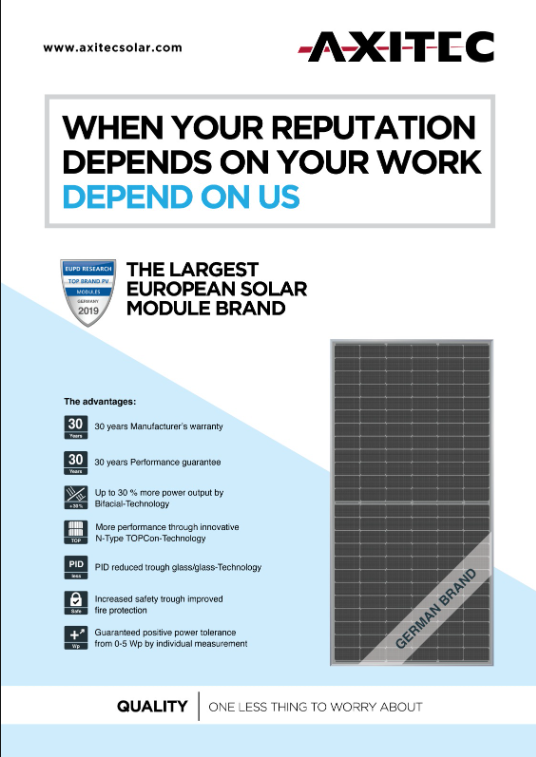 www.axitecsolar.com
AXITEC
WHEN YOUR REPUTATION
DEPENDS ON YOUR WORK
DEPEND ON US
EUPD RESEARCH
TOP BRAND PV
MODULES
GERMANY
2019
THE LARGEST
EUROPEAN SOLAR
MODULE BRAND
The advantages:
30
Years
30 years Manufacturer's warranty
30
Years
30 years Performance guarantee
+30%
Up to 30 % more power output by
Bifacial-Technology
TOP
More performance through innovative
N-Type TOPCon-Technology
PID
less
PID reduced trough glass/glass-Technology
Safe
Increased safety trough improved
fire protection
+
Wp
Guaranteed positive power tolerance
from 0-5 Wp by individual measurement
GERMAN BRAND
QUALITY
ONE LESS THING TO WORRY ABOUT